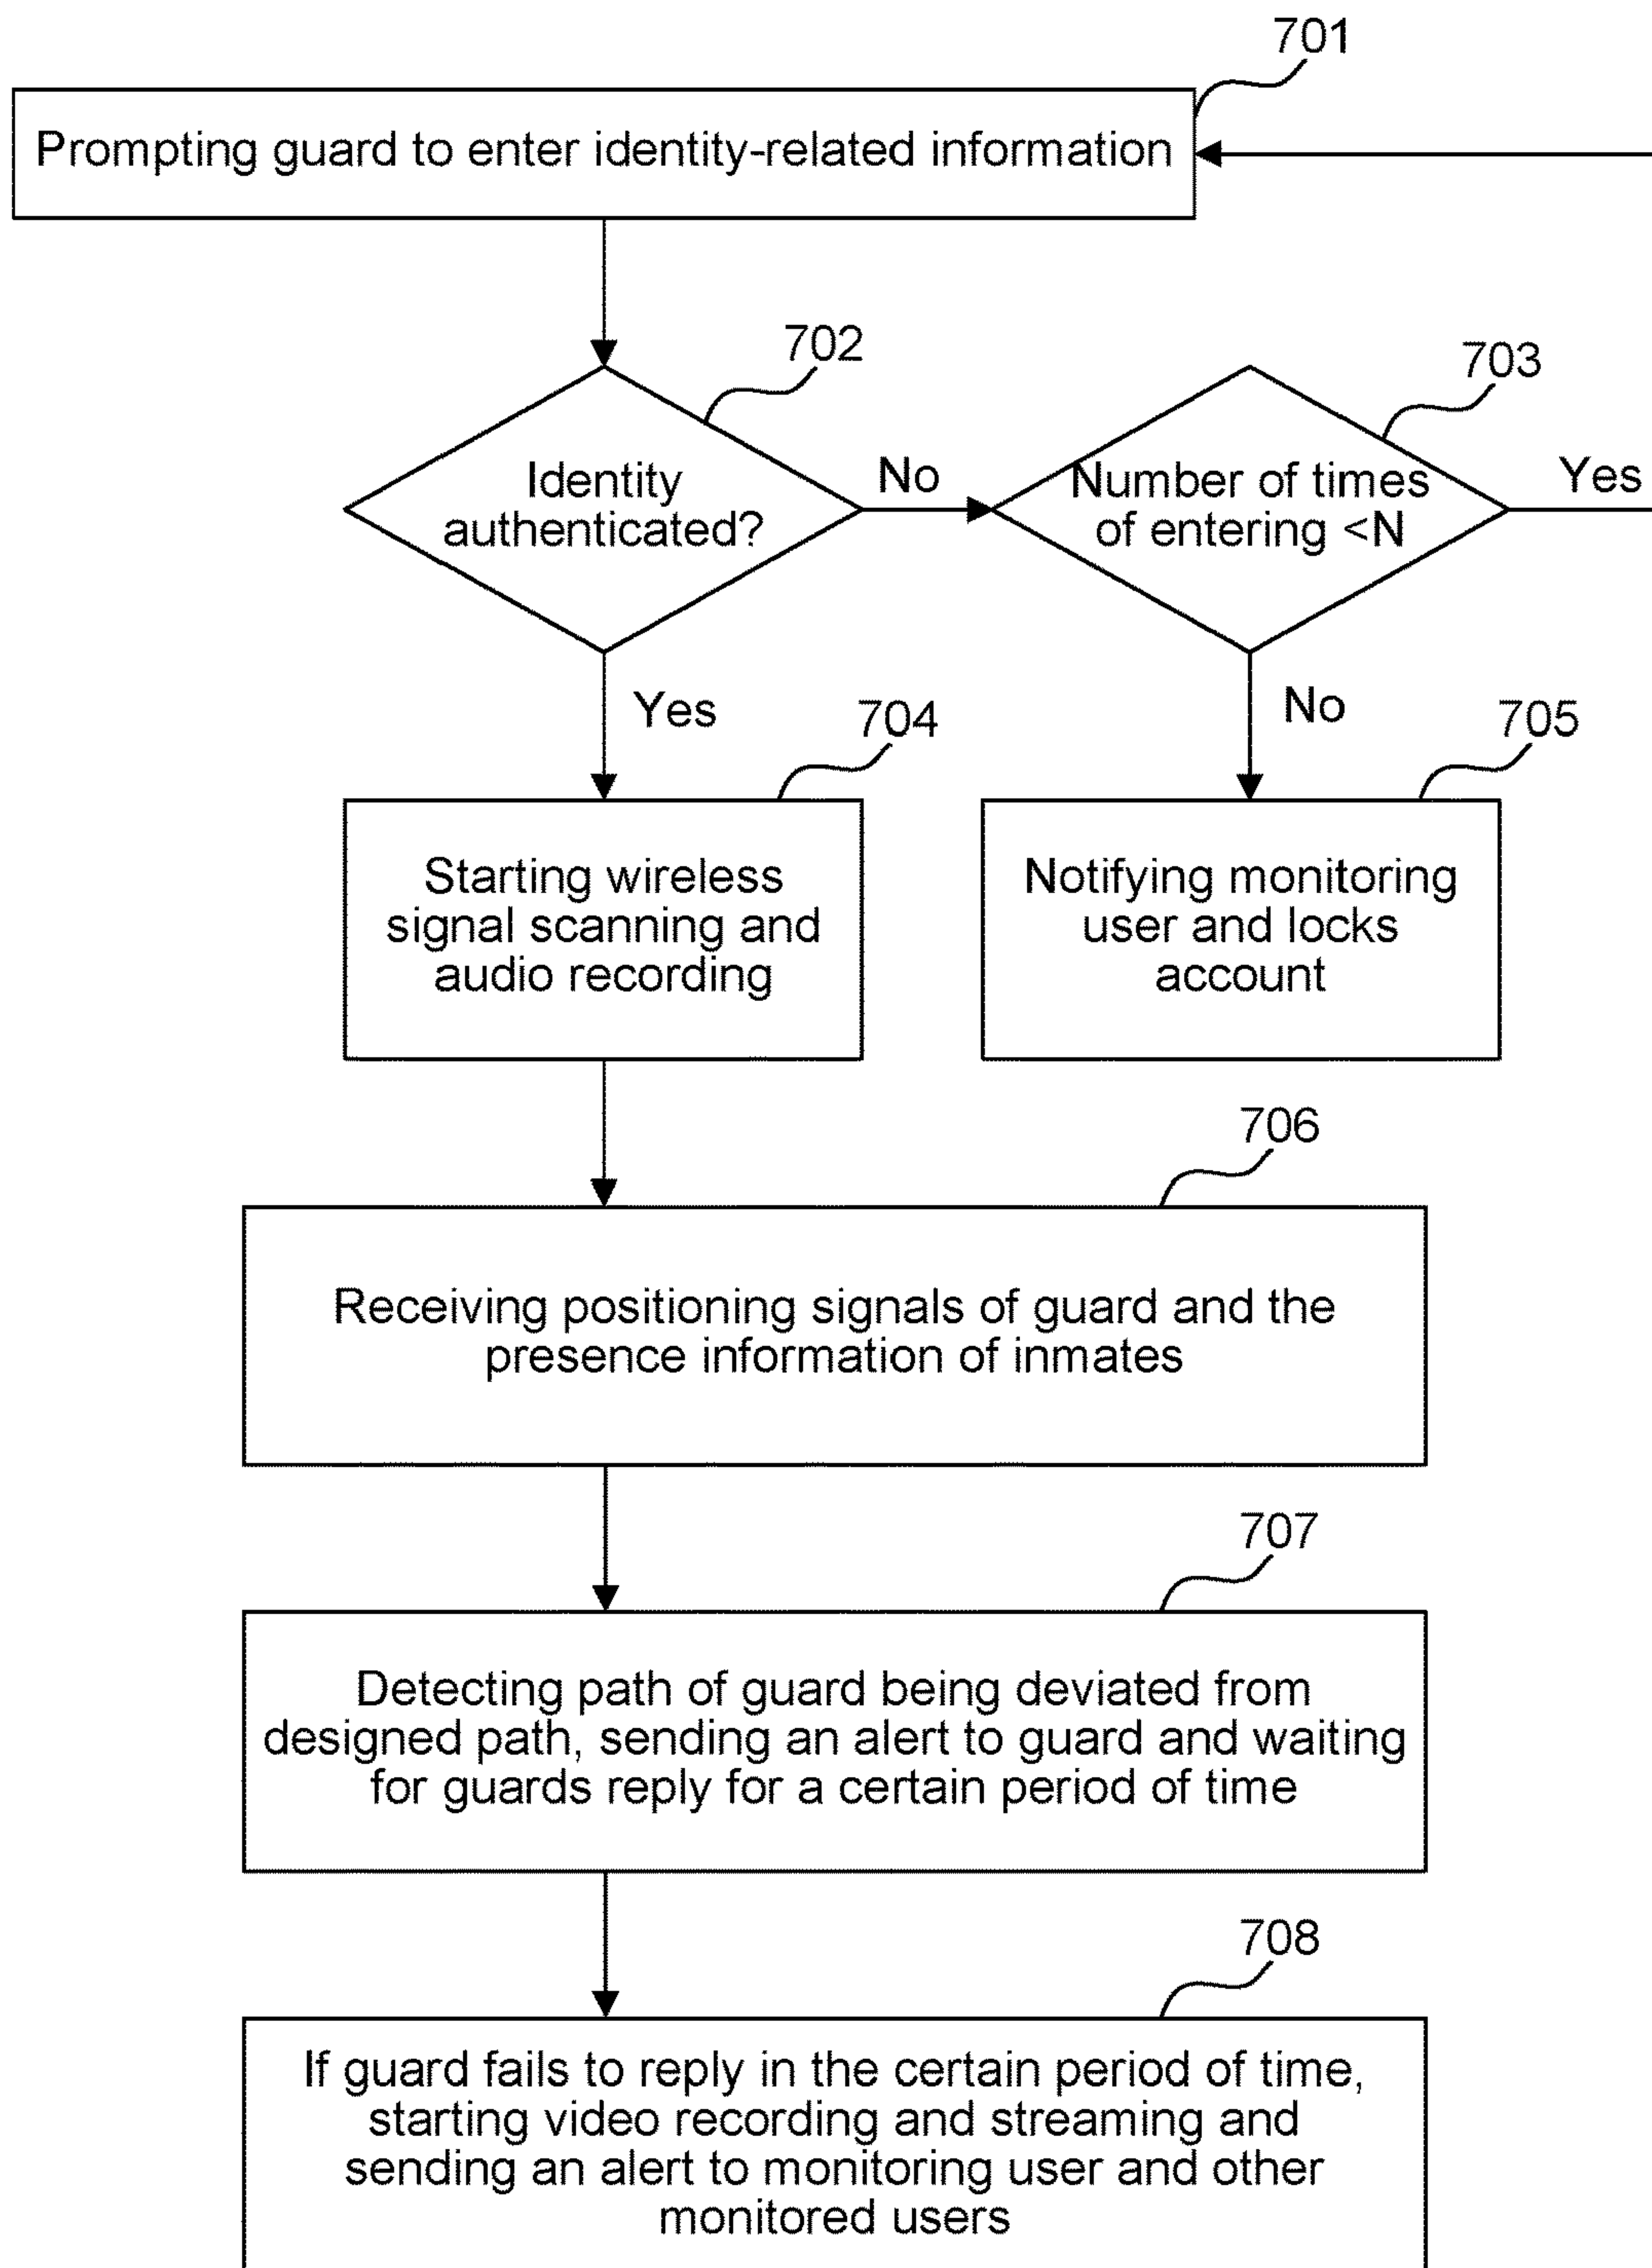 701
Prompting guard to enter identity-related information
702
703
Identity
authenticated?
No
Number of times
of entering <N
Yes
Yes
704
No
705
Starting wireless
signal scanning and
audio recording
Notifying monitoring
user and locks
account
706
Receiving positioning signals of guard and the
presence information of inmates
707
Detecting path of guard being deviated from
designed path, sending an alert to guard and waiting
for guards reply for a certain period of time
708
If guard fails to reply in the certain period of time,
starting video recording and streaming and
sending an alert to monitoring user and other
monitored users